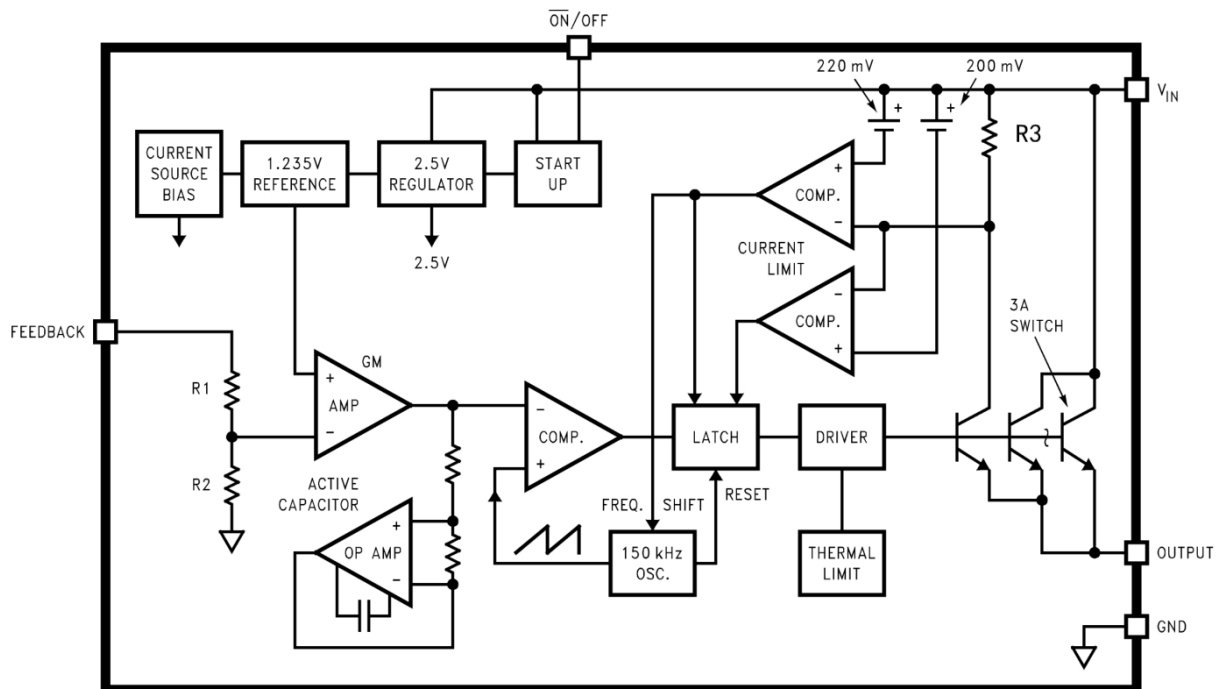 ON/OFF
220 mV
200 mV
+
+
VIN
R3
CURRENT
SOURCE
BIAS
1.235V
REFERENCE
2.5V
REGULATOR
START
UP
2.5V
+
COMP.
−
CURRENT
LIMIT
−
COMP.
+
3A
SWITCH
FEEDBACK
R1
R2
GM
+
AMP
−
−
COMP.
+
LATCH
DRIVER
ACTIVE
CAPACITOR
+
OP AMP
−
FREQ. SHIFT
RESET
150 kHz
OSC.
THERMAL
LIMIT
OUTPUT
GND